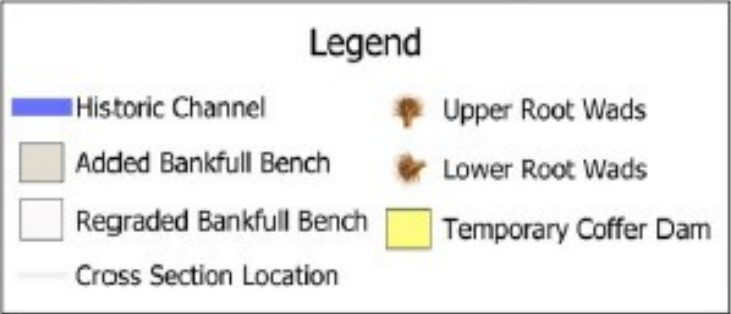 Legend
Historic Channel
Added Bankfull Bench
Regraded Bankfull Bench
Cross Section Location
Upper Root Wads
Lower Root Wads
Temporary Coffer Dam